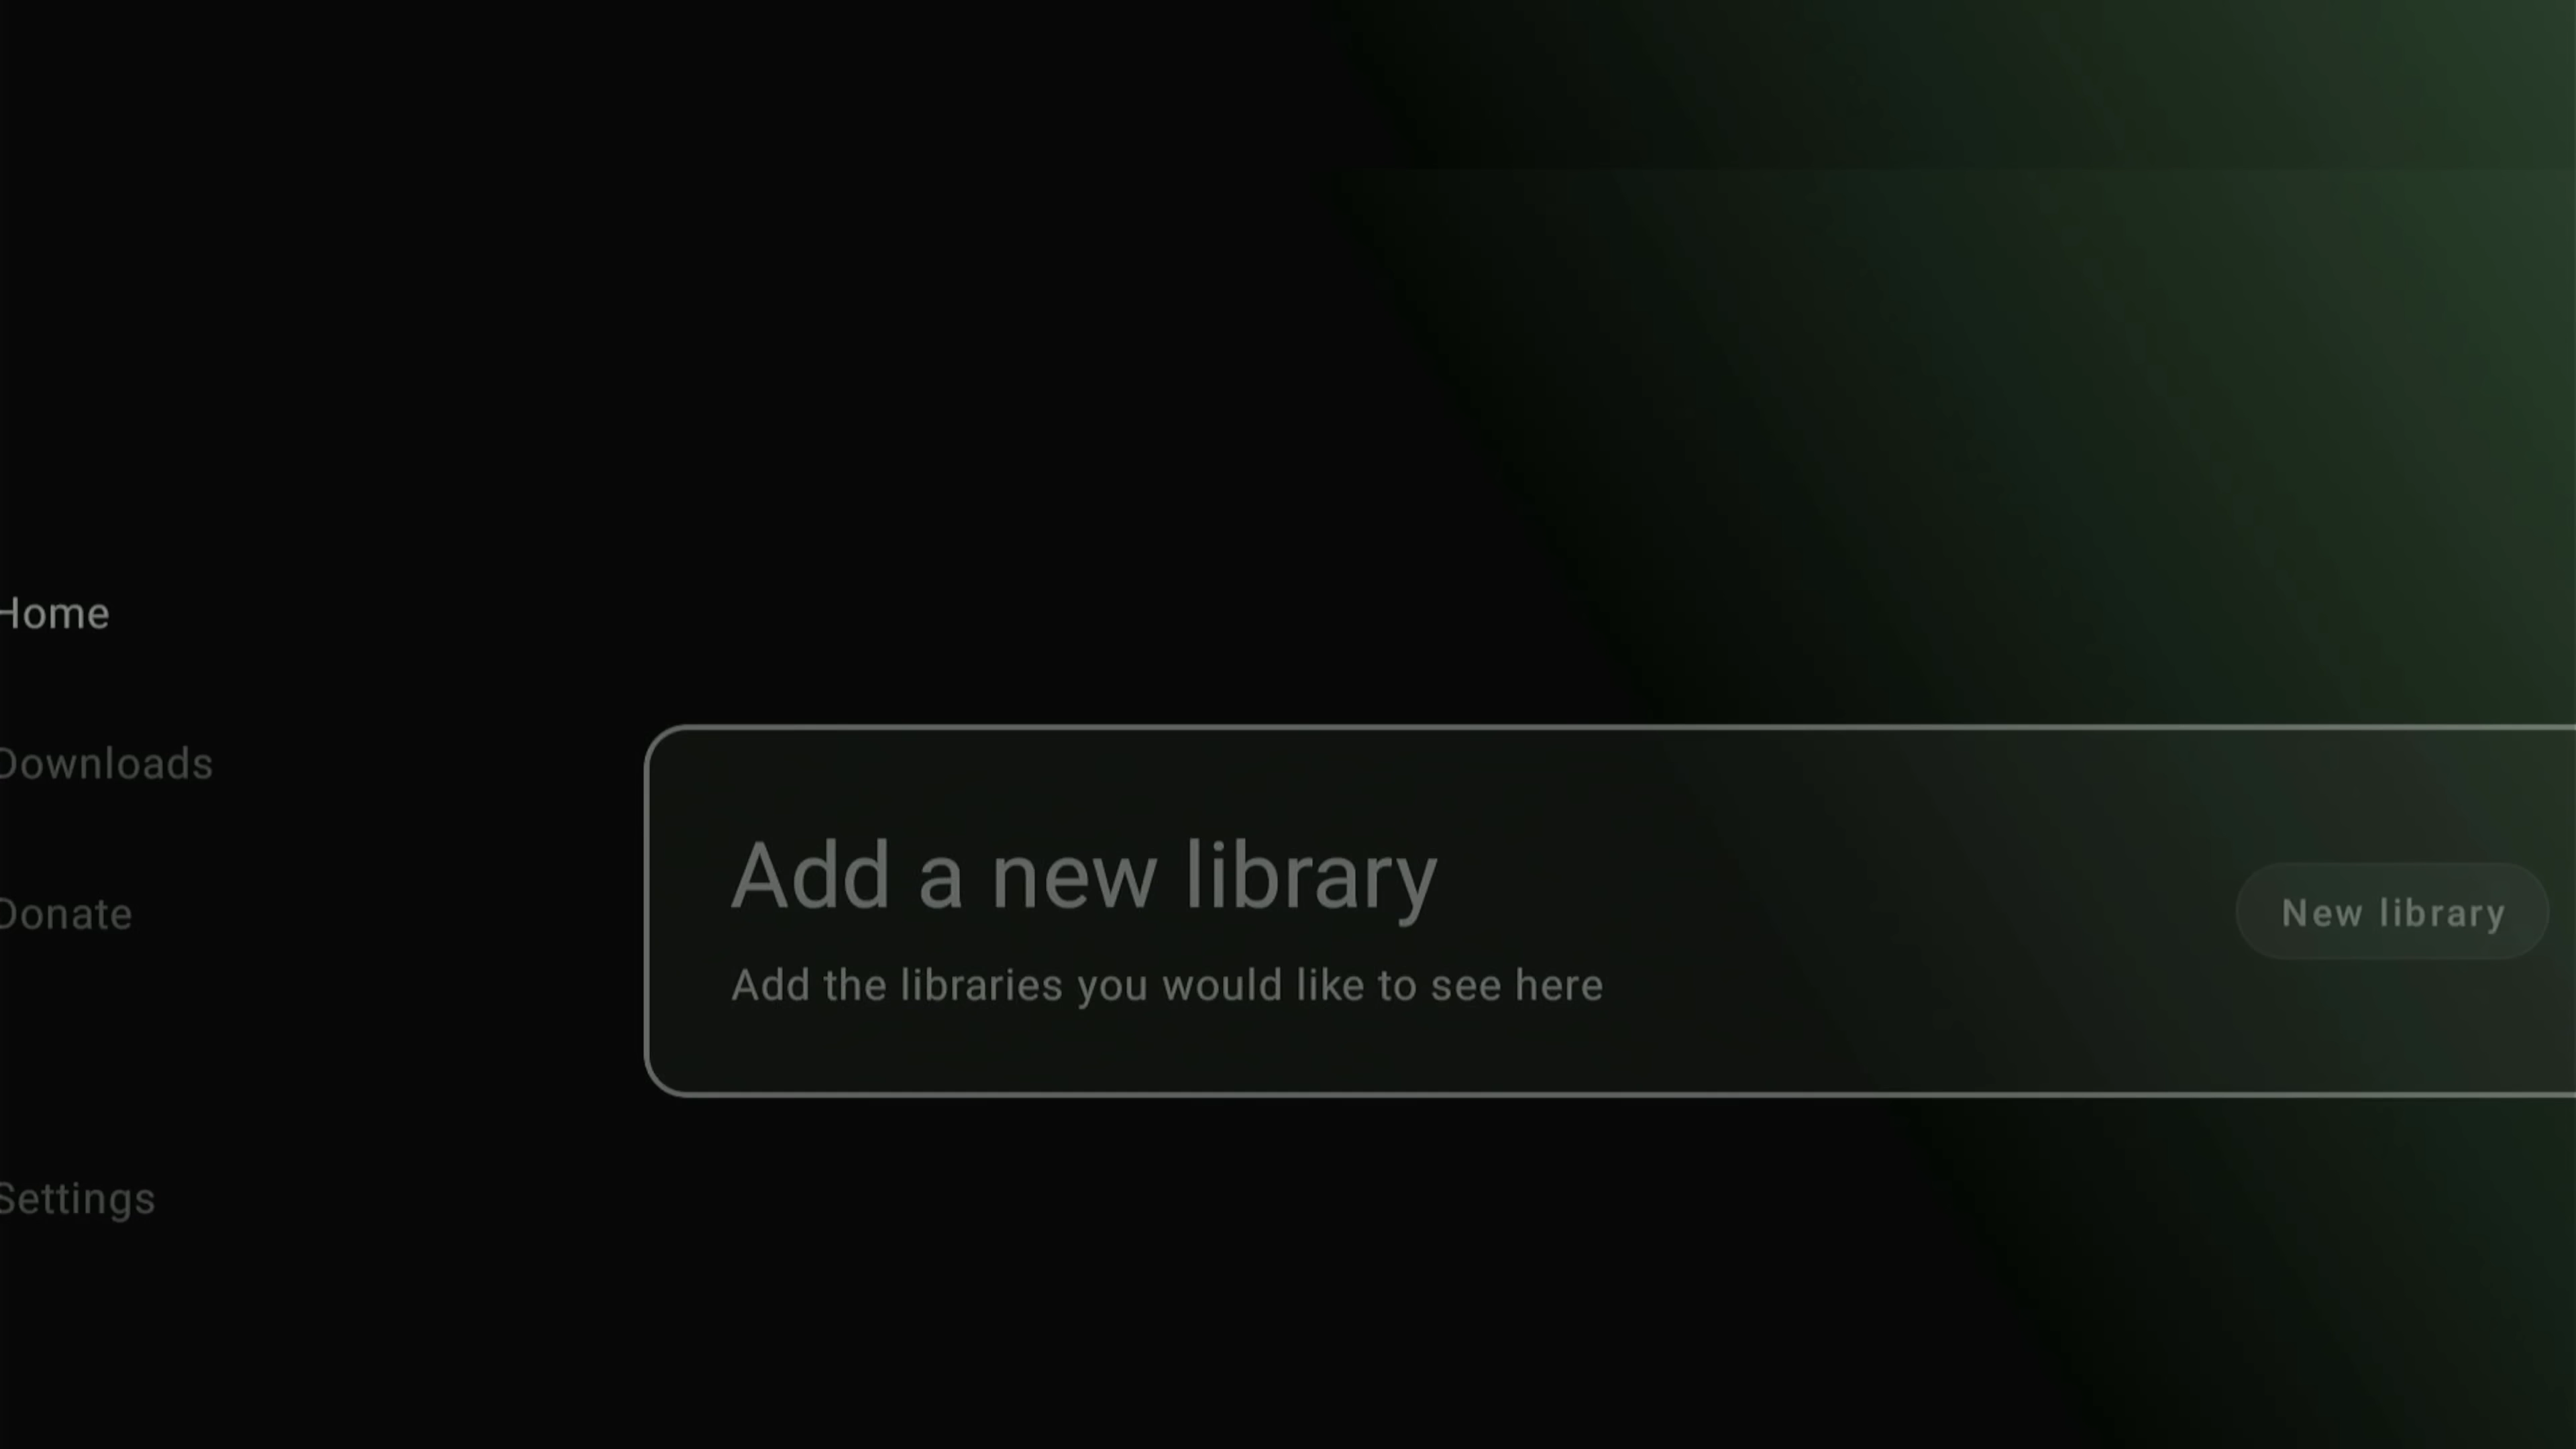 Home
Downloads
Donate
Settings
Add a new library
Add the libraries you would like to see here
New library